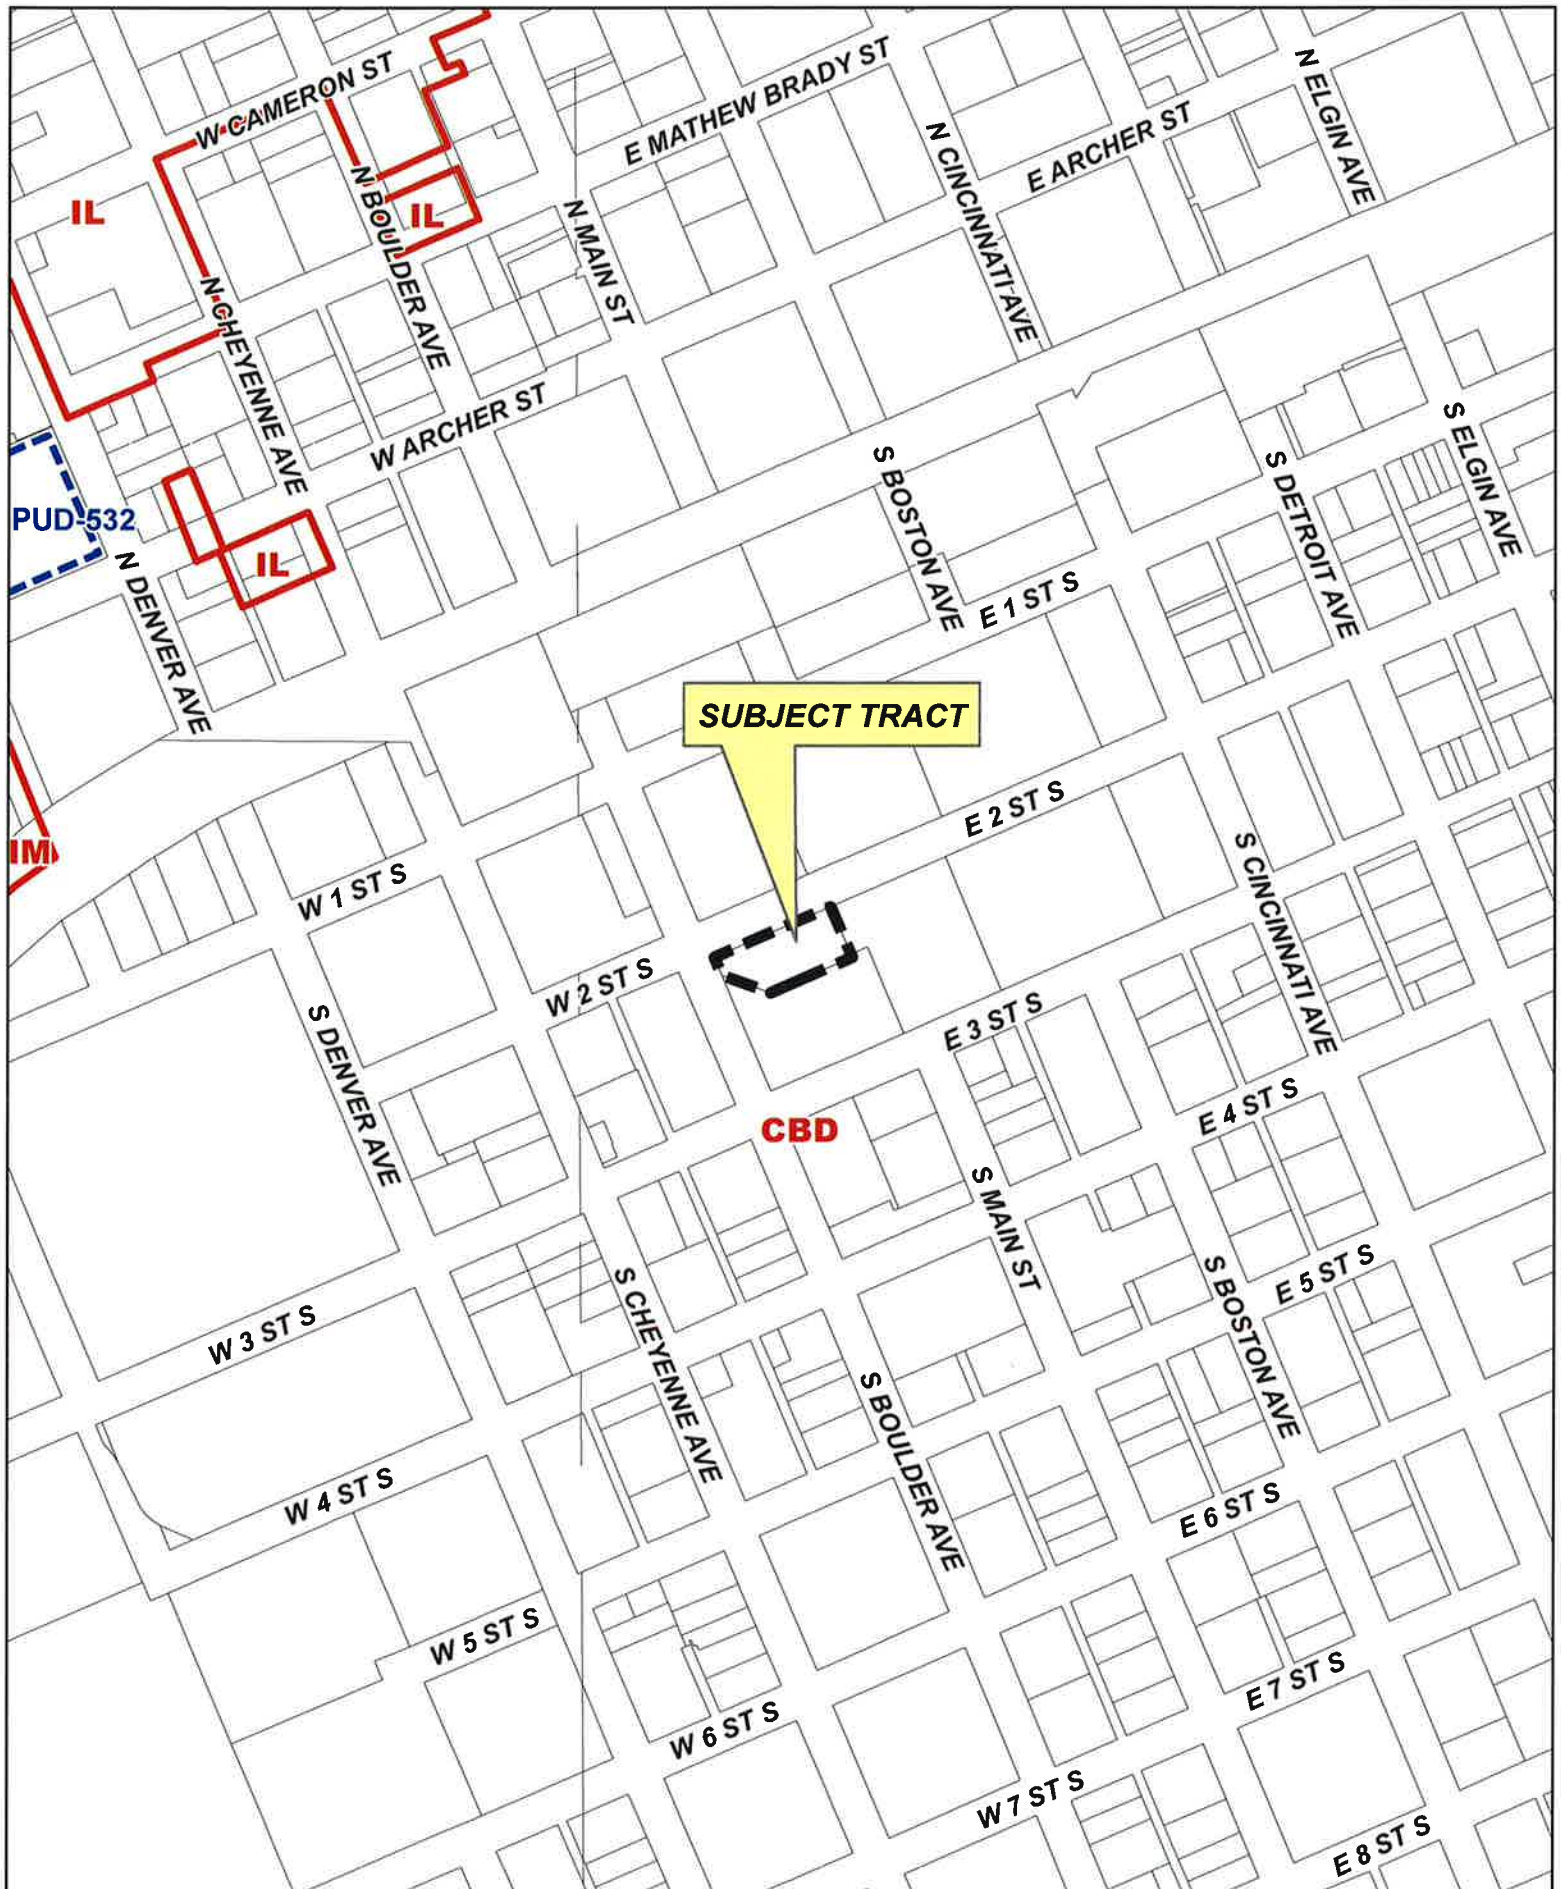 W CAMERON ST
E MATHEW BRADY ST
N ELGIN AVE
N CINCINNATI AVE
E ARCHER ST
IL
N BOULDER AVE
IL
N MAIN ST
N CHEYENNE AVE
W ARCHER ST
S BOSTON AVE
S DETROIT AVE
S ELGIN AVE
PUD-532
N DENVER AVE
IL
E 1 ST S
SUBJECT TRACT
E 2 ST S
IM
W 1 ST S
S CINCINNATI AVE
W 2 ST S
S DENVER AVE
E 3 ST S
E 4 ST S
CBD
S MAIN ST
S CHEYENNE AVE
S BOSTON AVE
E 5 ST S
W 3 ST S
S BOULDER AVE
W 4 ST S
E 6 ST S
W 5 ST S
E 7 ST S
W 6 ST S
W 7 ST S
E 8 ST S